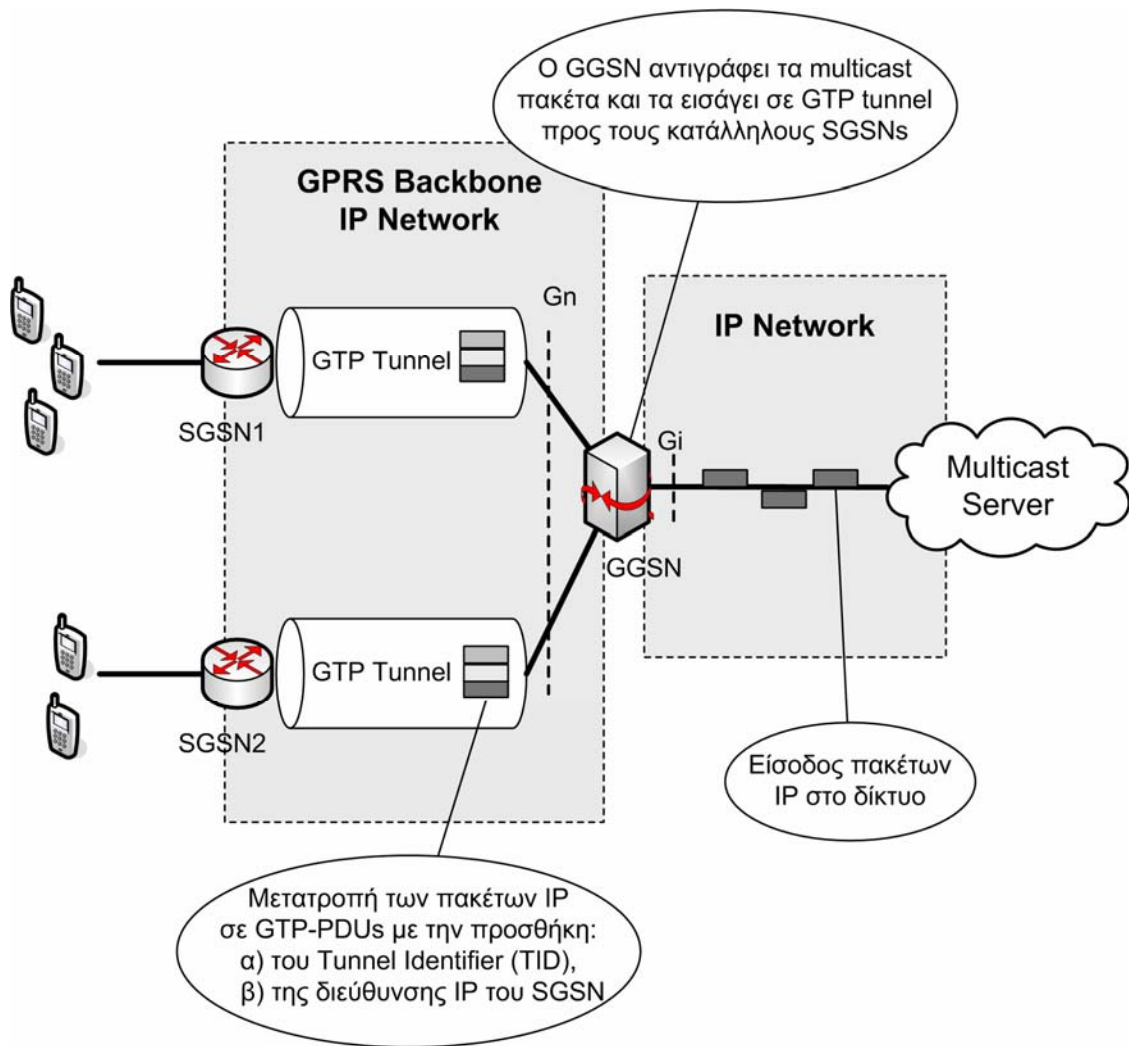 Ο GGSN αντιγράφει τα multicast
πακέτα και τα εισάγει σε GTP tunnel
προς τους κατάλληλους SGSNs
GPRS Backbone
IP Network
Gn
IP Network
GTP Tunnel
SGSN1
Gi
Multicast
Server
GGSN
GTP Tunnel
SGSN2
Είσοδος πακέτων
IP στο δίκτυο
Μετατροπή των πακέτων IP
σε GTP-PDUs με την προσθήκη:
α) του Tunnel Identifier (TID),
β) της διεύθυνσης IP του SGSN